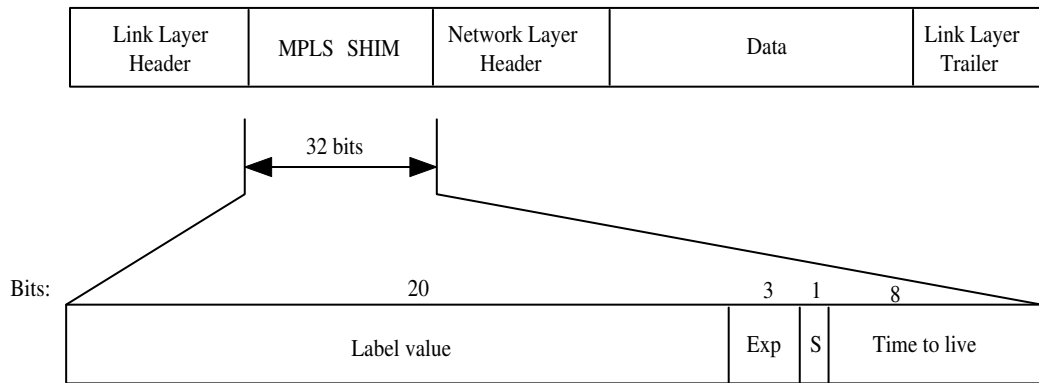 Link Layer
Header
MPLS SHIM
Network Layer
Header
Data
Link Layer
Trailer
32 bits
Bits:
20
3
1
8
Label value
Exp
S
Time to live